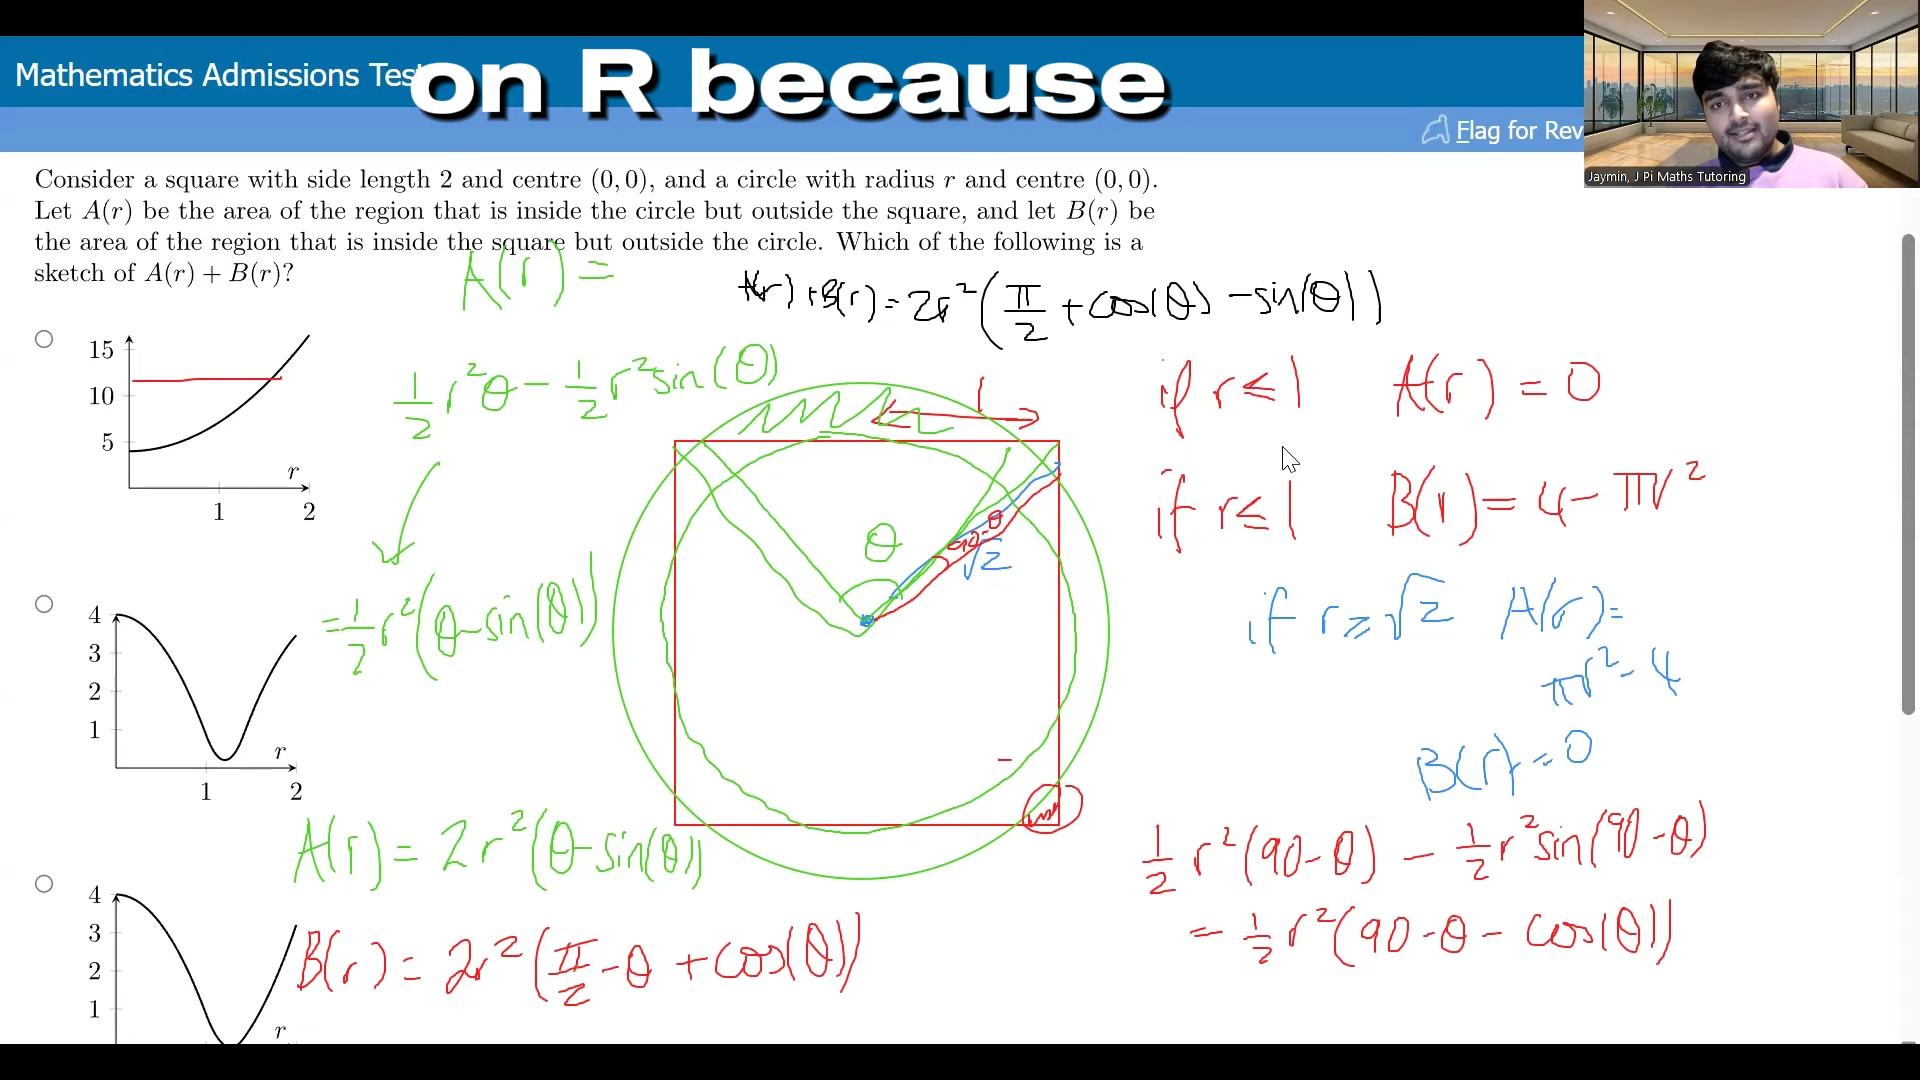 Mathematics Admissions Tes
on R because
Flag for Rev
Jaymin, J Pi Maths Tutoring
Consider a square with side length 2 and centre (0, 0), and a circle with radius r and centre (0, 0).
Let A(r) be the area of the region that is inside the circle but outside the square, and let B(r) be
the area of the region that is inside the square but outside the circle. Which of the following is a
sketch of A(r) + B(r)?
A(r) =
A(r) + B(r) = 2r²(π/2 + cos(θ) - sin(θ))
15
10
5
r
1
2
1/2 r²θ - 1/2 r² sin(θ)
1
if r ≤ 1 A(r) = 0
if r ≤ 1 B(r) = 4 - πr²
θ
90-θ
√2
= 1/2 r²(θ - sin(θ))
if r ≥ √2 A(r) =
πr² - 4
B(r) = 0
4
3
2
1
r
1
2
A(r) = 2r²(θ - sin(θ))
1/2 r²(90 - θ) - 1/2 r² sin(90 - θ)
= 1/2 r²(90 - θ - cos(θ))
4
3
2
1
r
B(r) = 2r²(π/2 - θ + cos(θ))